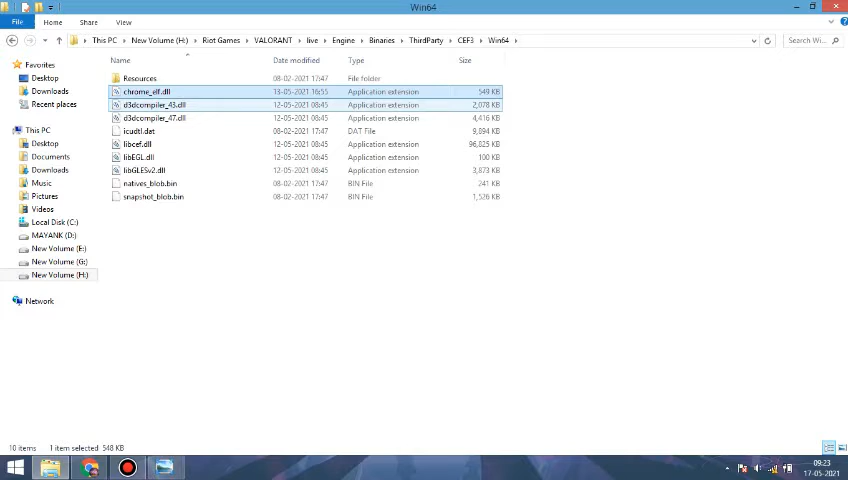 Win64
File Home Share View
This PC New Volume (H:) Riot Games VALORANT live Engine Binaries ThirdParty CEF3 Win64 Search Win...
Name Date modified Type Size
Favorites
Desktop
Downloads
Recent places
This PC
Desktop
Documents
Downloads
Music
Pictures
Videos
Local Disk (C:)
MAYANK (D:)
New Volume (E:)
New Volume (G:)
New Volume (H:)
Network
Resources 08-02-2021 17:47 File folder
chrome_elf.dll 13-05-2021 16:55 Application extension 549 KB
d3dcompiler_43.dll 12-05-2021 08:45 Application extension 2,078 KB
d3dcompiler_47.dll 12-05-2021 08:45 Application extension 4,416 KB
icudtl.dat 08-02-2021 17:47 DAT File 9,894 KB
libcef.dll 12-05-2021 08:45 Application extension 96,825 KB
libEGL.dll 12-05-2021 08:45 Application extension 100 KB
libGLESv2.dll 12-05-2021 08:45 Application extension 3,873 KB
natives_blob.bin 08-02-2021 17:47 BIN File 241 KB
snapshot_blob.bin 08-02-2021 17:47 BIN File 1,526 KB
10 items 1 item selected 548 KB
09:23
17-05-2021